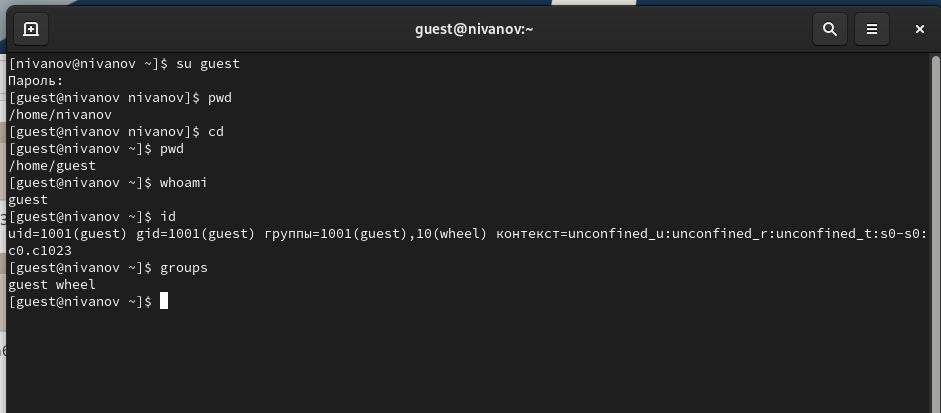 guest@nivanov:~
[nivanov@nivanov ~]$ su guest
Пароль:
[guest@nivanov nivanov]$ pwd
/home/nivanov
[guest@nivanov nivanov]$ cd
[guest@nivanov ~]$ pwd
/home/guest
[guest@nivanov ~]$ whoami
guest
[guest@nivanov ~]$ id
uid=1001(guest) gid=1001(guest) группы=1001(guest),10(wheel) контекст=unconfined_u:unconfined_r:unconfined_t:s0-s0:
c0.c1023
[guest@nivanov ~]$ groups
guest wheel
[guest@nivanov ~]$